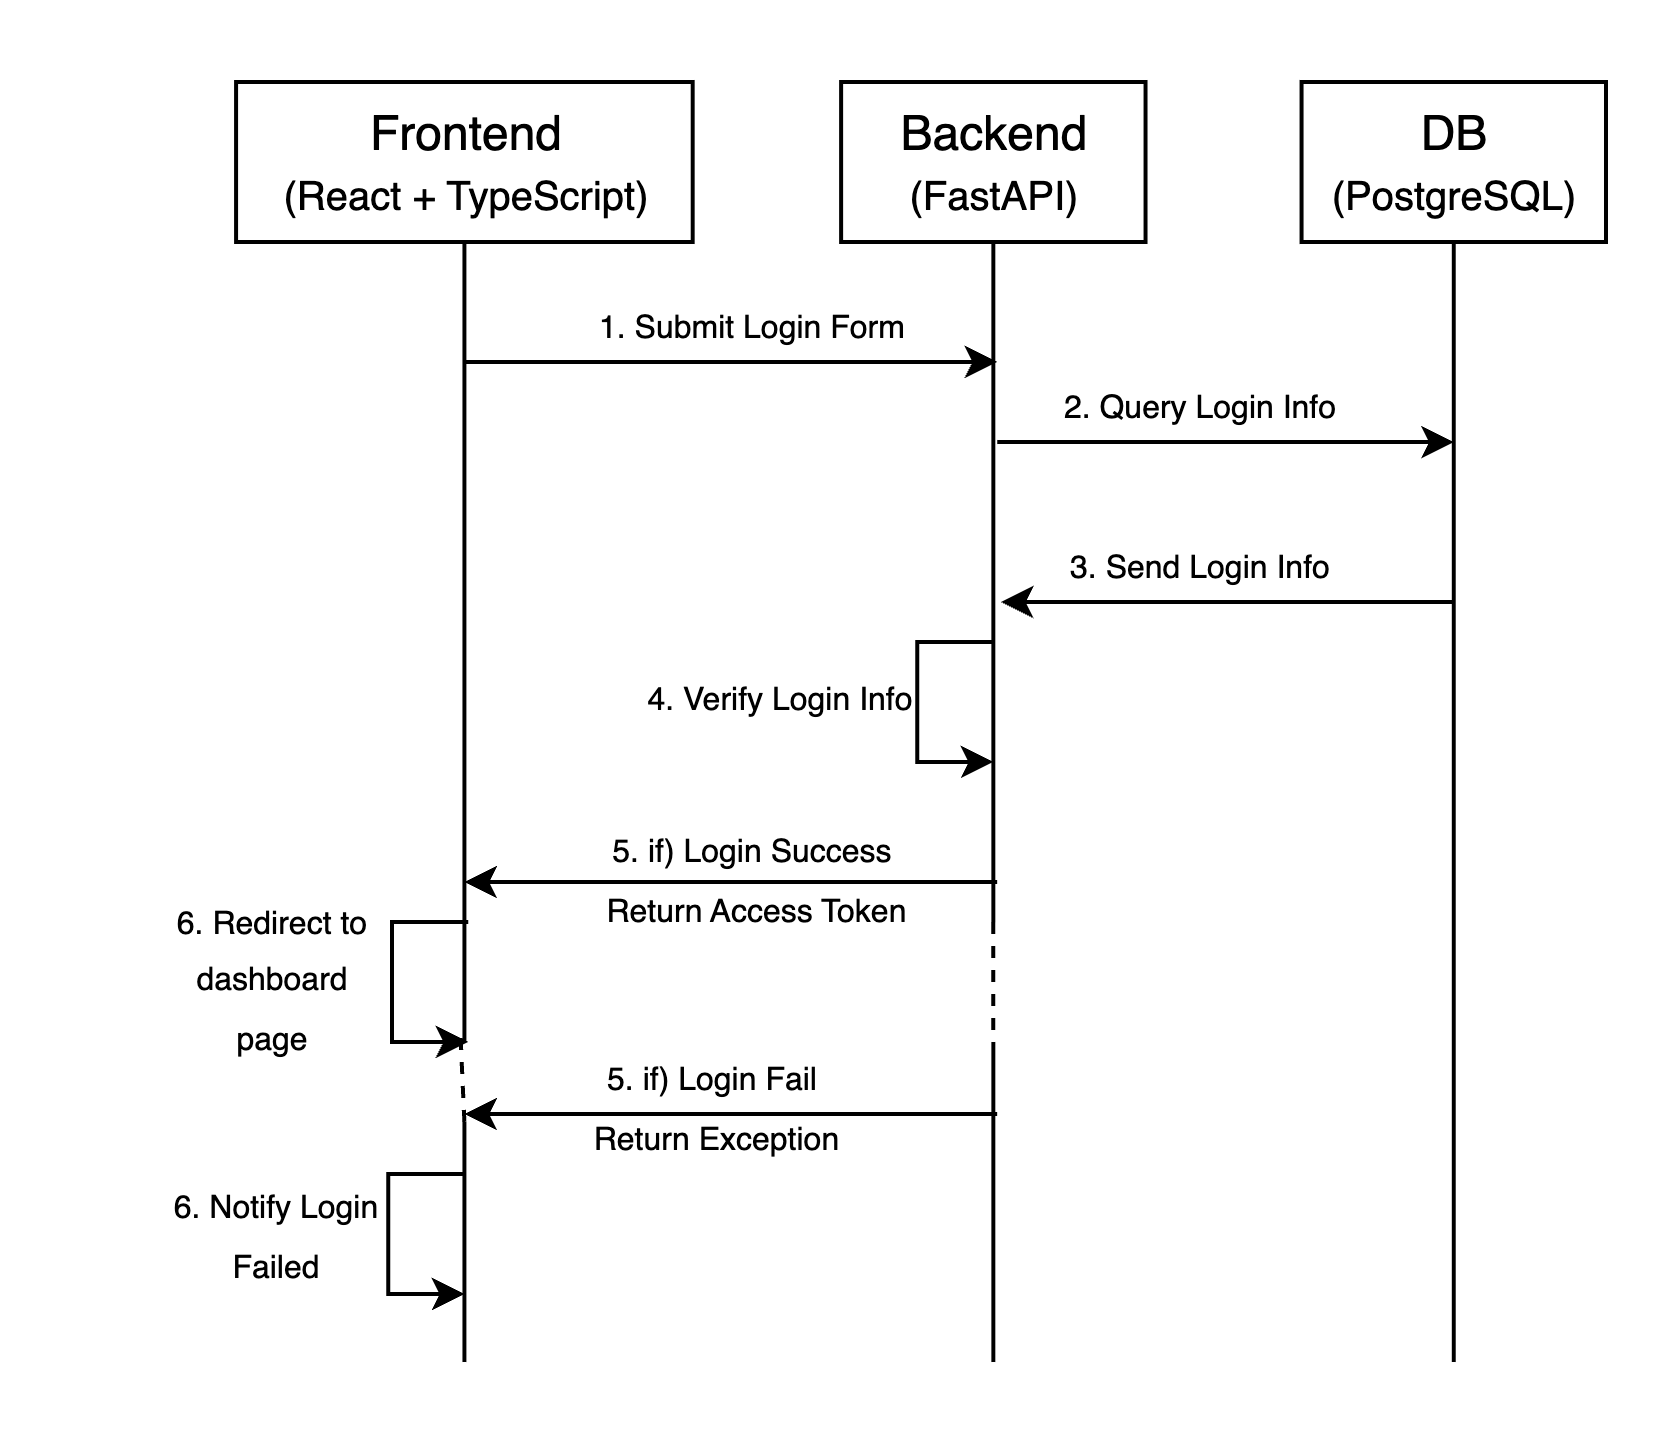 Frontend
(React + TypeScript)
Backend
(FastAPI)
DB
(PostgreSQL)
1. Submit Login Form
2. Query Login Info
3. Send Login Info
4. Verify Login Info
5. if) Login Success
Return Access Token
6. Redirect to
dashboard
page
5. if) Login Fail
Return Exception
6. Notify Login
Failed